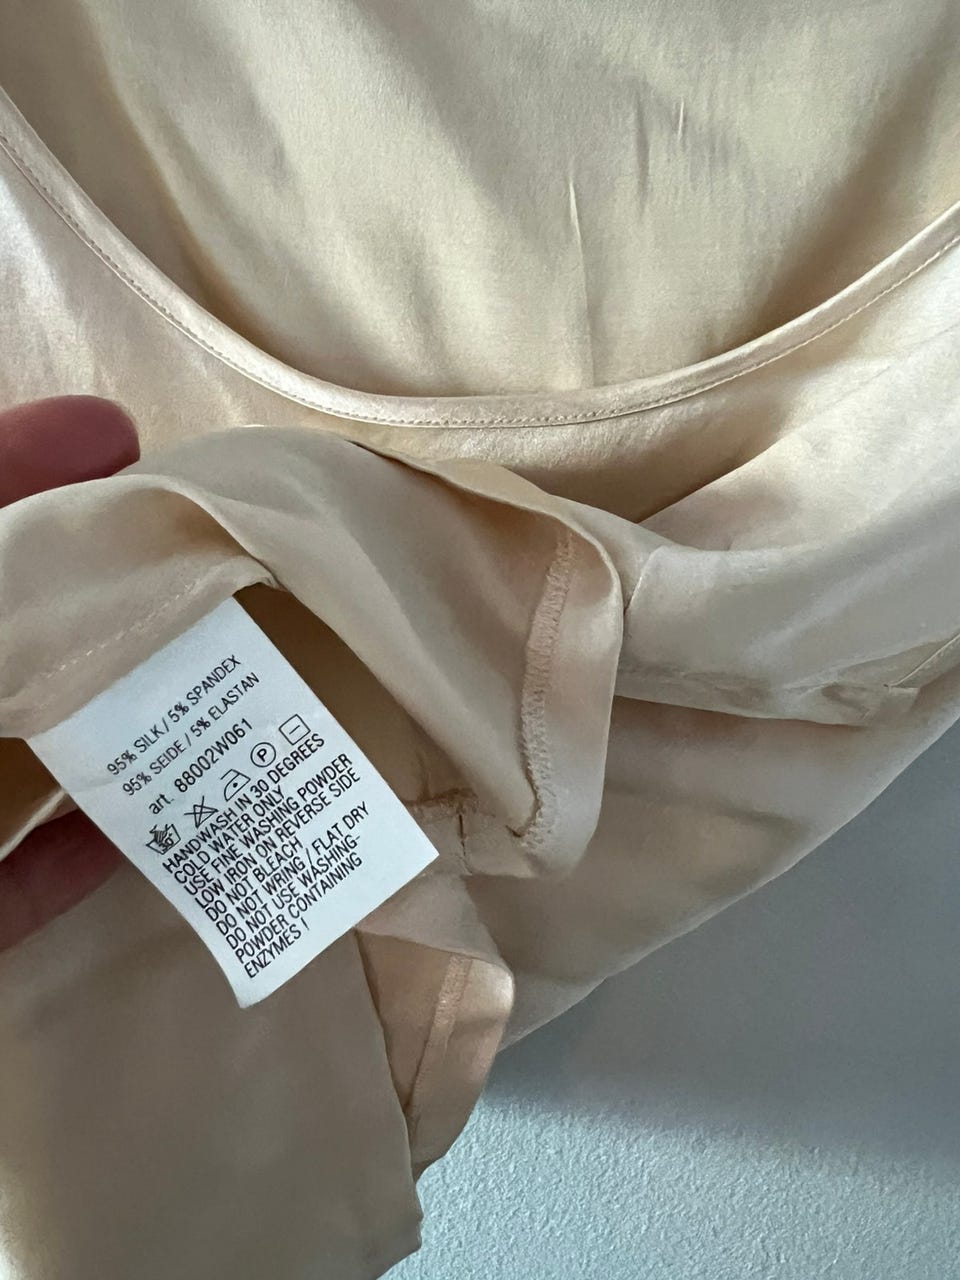 95% SILK / 5% SPANDEX
95% SEIDE / 5% ELASTAN
art. 88002W061
30° P
HANDWASH IN 30 DEGREES
COLD WATER ONLY
USE FINE WASHING POWDER
LOW IRON ON REVERSE SIDE
DO NOT BLEACH
DO NOT WRING / FLAT DRY
DO NOT USE WASHING-
POWDER CONTAINING
ENZYMES !